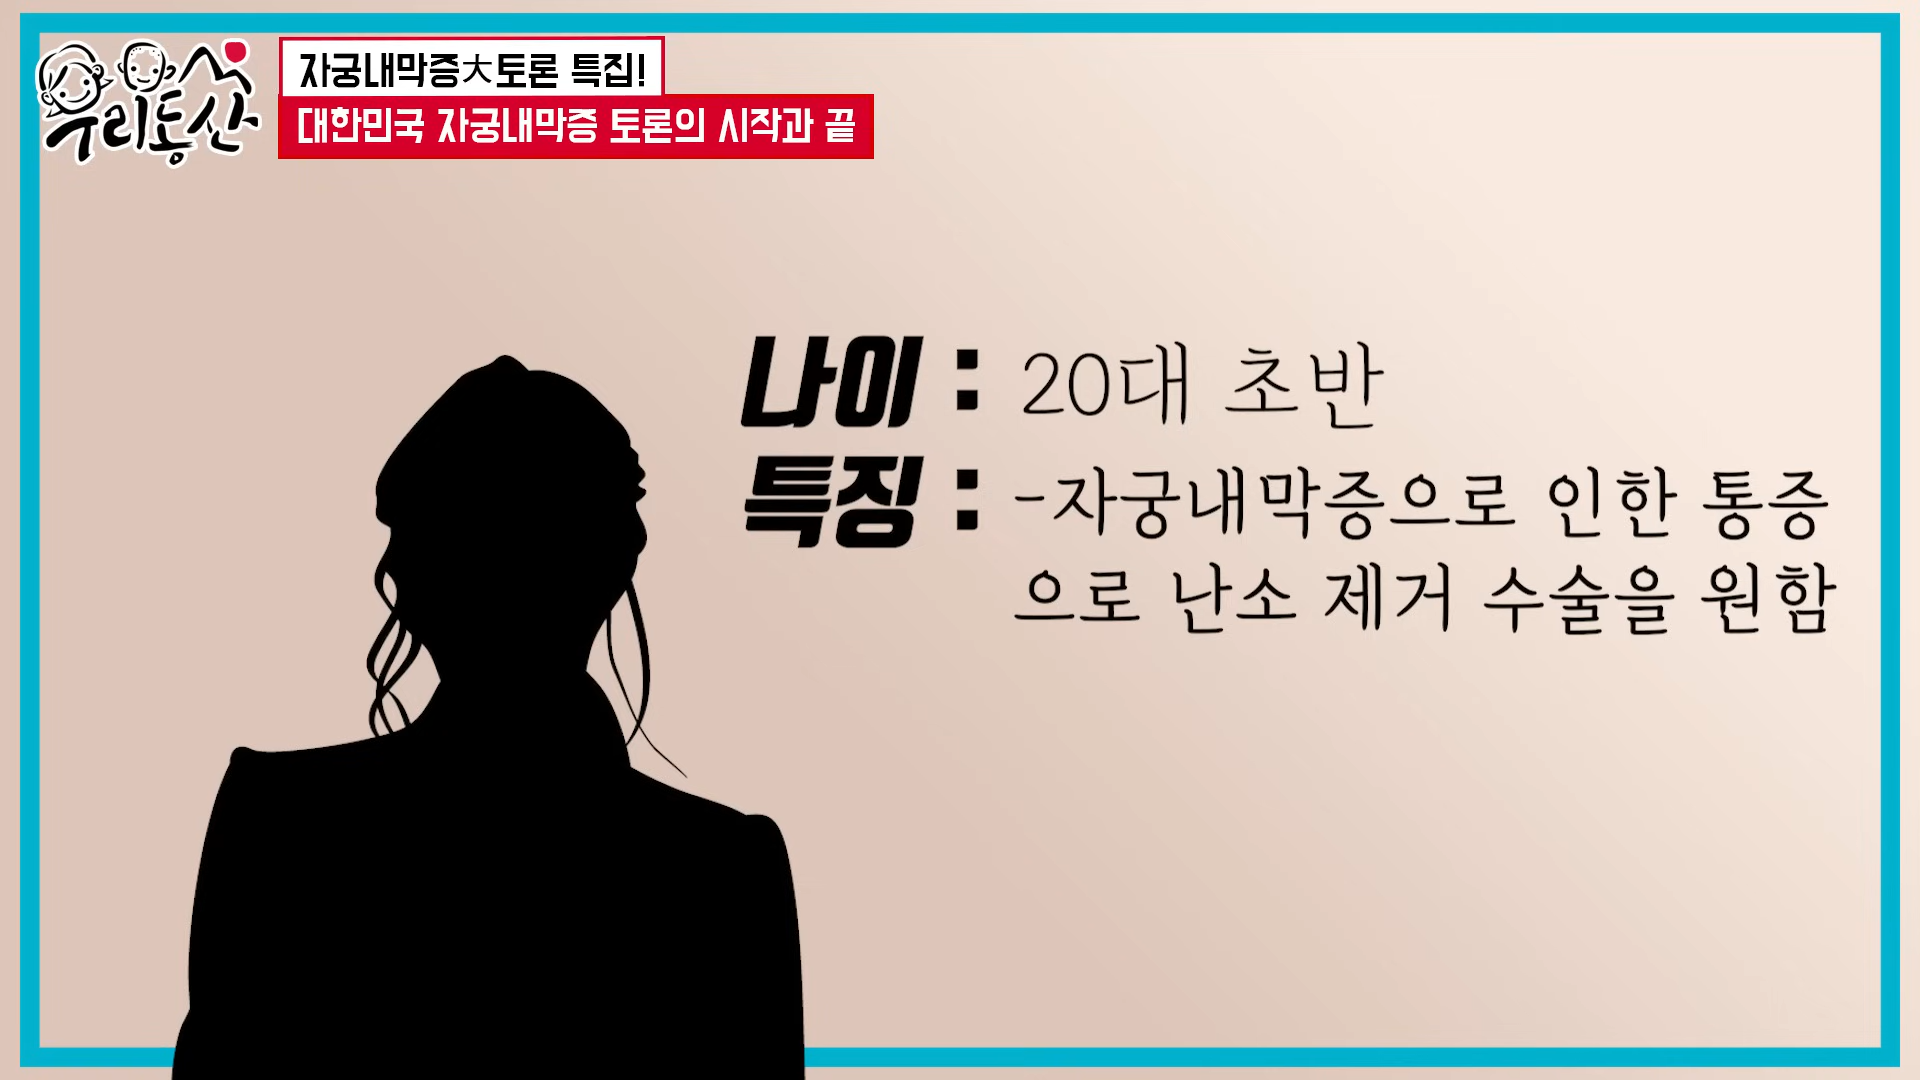 우리동산
자궁내막증大토론 특집!
대한민국 자궁내막증 토론의 시작과 끝
나이 : 20대 초반
특징 : -자궁내막증으로 인한 통증
으로 난소 제거 수술을 원함